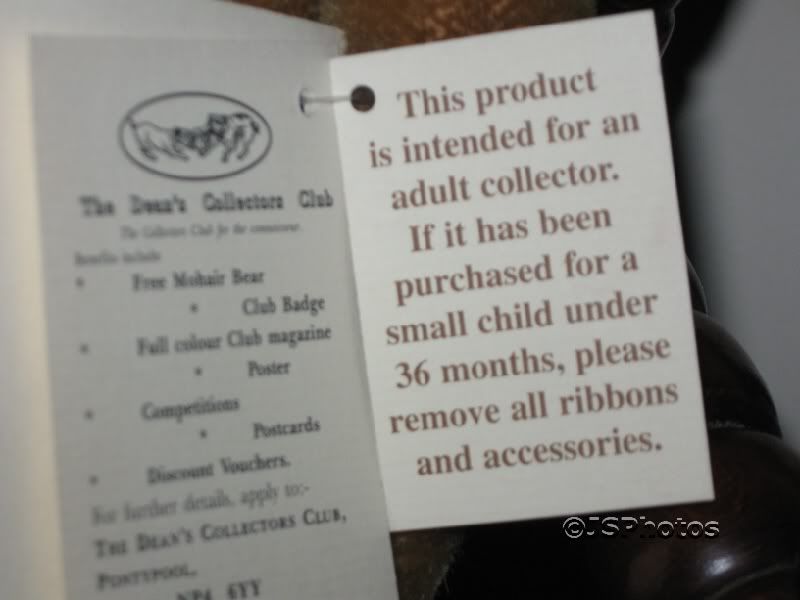 The Dean's Collectors Club
The Collectors Club for the connoisseur.
Benefits include
* Free Mohair Bear
* Club Badge
* Full colour Club magazine
* Poster
* Competitions
* Postcards
* Discount Vouchers.
For further details, apply to:-
THE DEAN'S COLLECTORS CLUB,
PONTYPOOL,
NP4 6YY
This product
is intended for an
adult collector.
If it has been
purchased for a
small child under
36 months, please
remove all ribbons
and accessories.
©JSPhotos